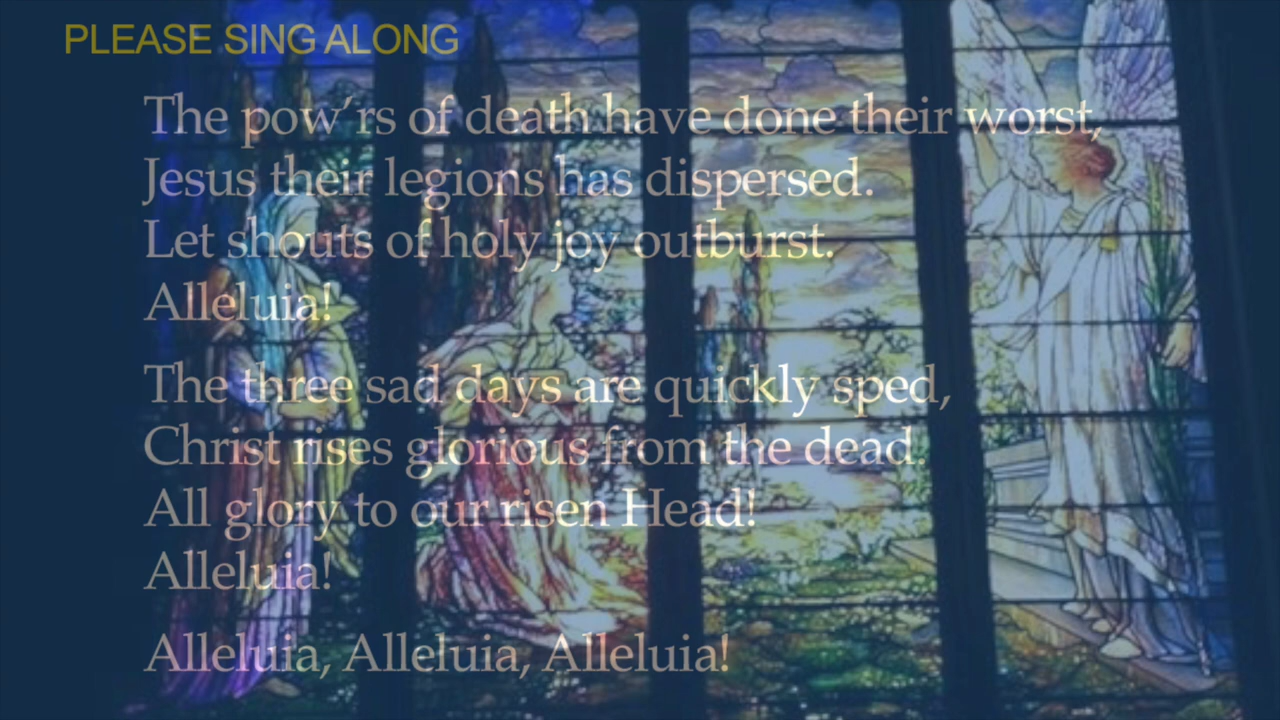 PLEASE SING ALONG
The pow’rs of death have done their worst,
Jesus their legions has dispersed.
Let shouts of holy joy outburst.
Alleluia!
The three sad days are quickly sped,
Christ rises glorious from the dead.
All glory to our risen Head!
Alleluia!
Alleluia, Alleluia, Alleluia!